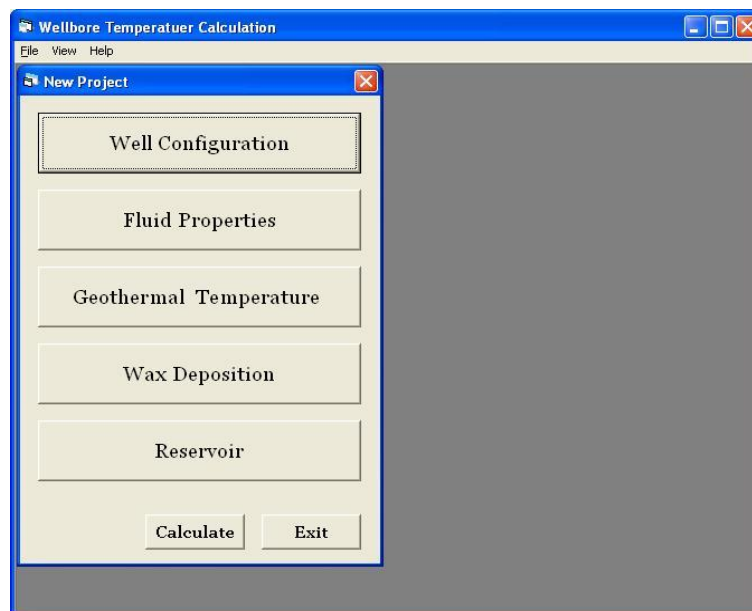 Wellbore Temperatuer Calculation
File View Help
New Project
Well Configuration
Fluid Properties
Geothermal Temperature
Wax Deposition
Reservoir
Calculate Exit